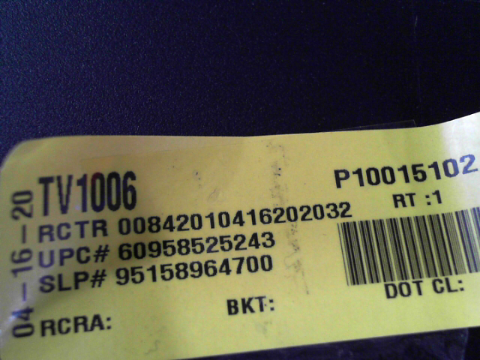 04-16-20
TV1006
P10015102
RCTR 00842010416202032
RT :1
UPC# 60958525243
SLP# 95158964700
DOT CL:
BKT:
RCRA: